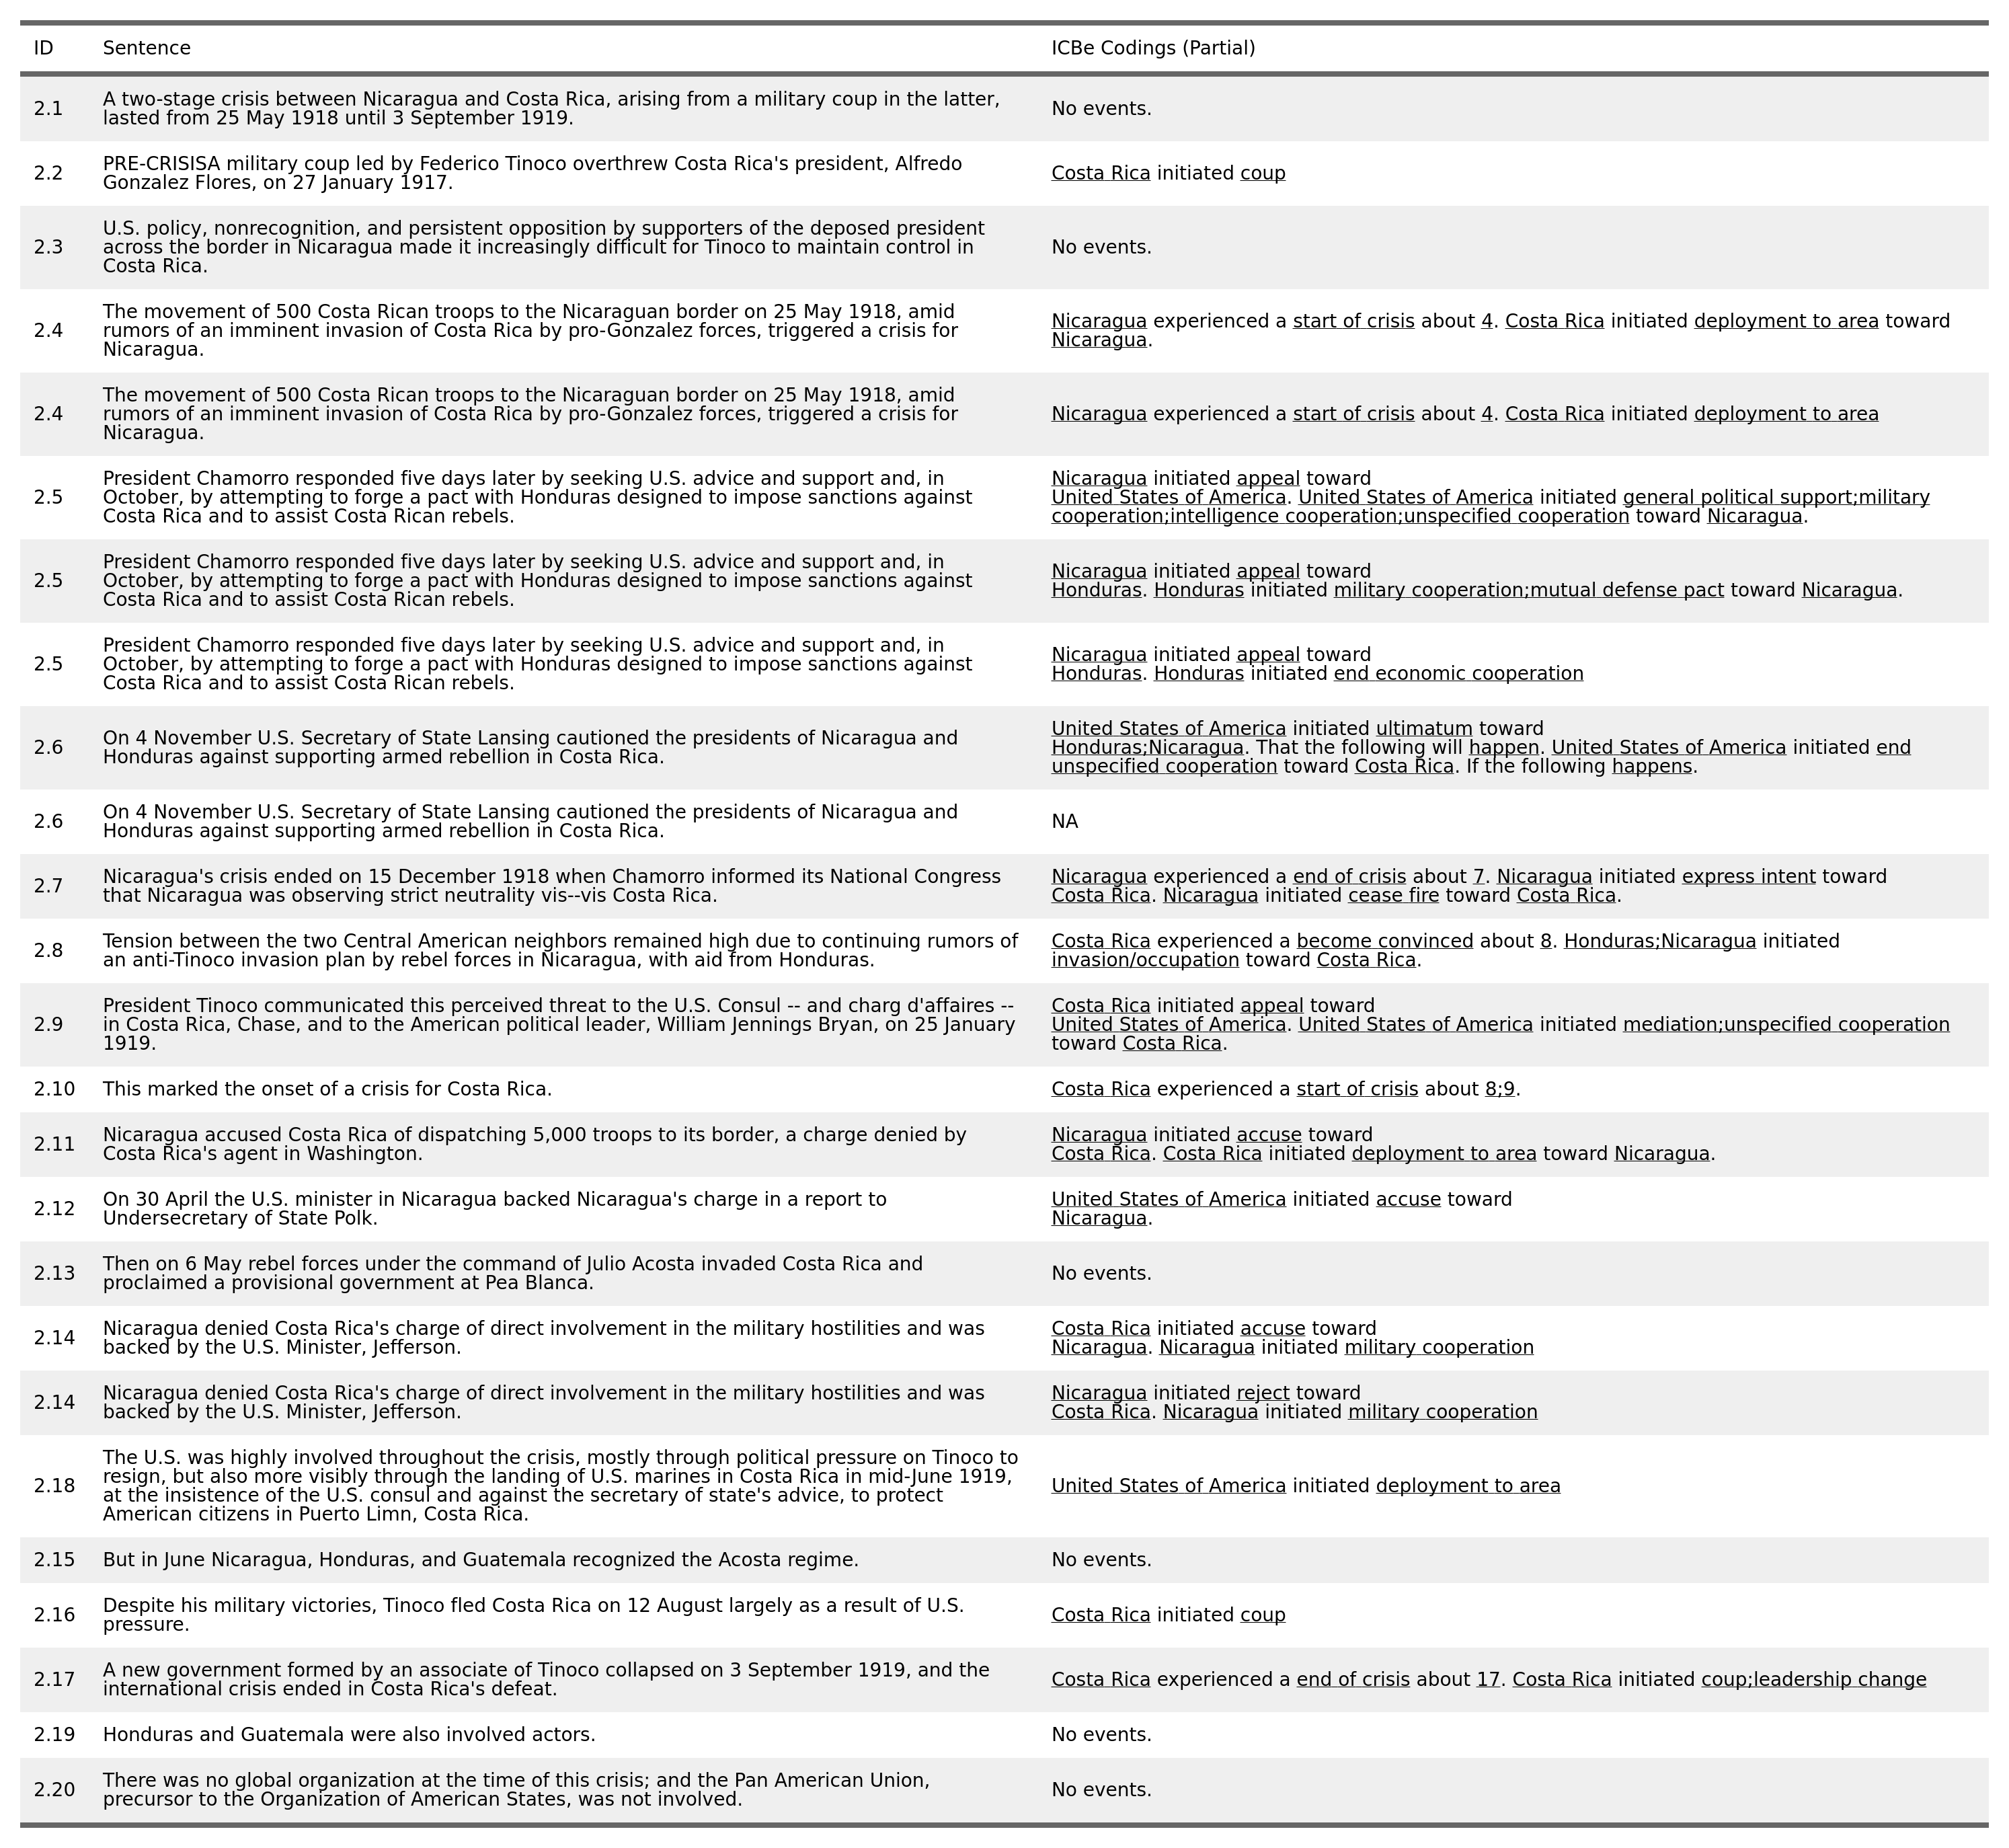 ID Sentence ICBe Codings (Partial)
2.1 A two-stage crisis between Nicaragua and Costa Rica, arising from a military coup in the latter,
lasted from 25 May 1918 until 3 September 1919.
No events.
2.2 PRE-CRISISA military coup led by Federico Tinoco overthrew Costa Rica's president, Alfredo
Gonzalez Flores, on 27 January 1917.
Costa Rica initiated coup
2.3 U.S. policy, nonrecognition, and persistent opposition by supporters of the deposed president
across the border in Nicaragua made it increasingly difficult for Tinoco to maintain control in
Costa Rica.
No events.
2.4 The movement of 500 Costa Rican troops to the Nicaraguan border on 25 May 1918, amid
rumors of an imminent invasion of Costa Rica by pro-Gonzalez forces, triggered a crisis for
Nicaragua.
Nicaragua experienced a start of crisis about 4. Costa Rica initiated deployment to area toward
Nicaragua.
2.4 The movement of 500 Costa Rican troops to the Nicaraguan border on 25 May 1918, amid
rumors of an imminent invasion of Costa Rica by pro-Gonzalez forces, triggered a crisis for
Nicaragua.
Nicaragua experienced a start of crisis about 4. Costa Rica initiated deployment to area
2.5 President Chamorro responded five days later by seeking U.S. advice and support and, in
October, by attempting to forge a pact with Honduras designed to impose sanctions against
Costa Rica and to assist Costa Rican rebels.
Nicaragua initiated appeal toward
United States of America. United States of America initiated general political support;military
cooperation;intelligence cooperation;unspecified cooperation toward Nicaragua.
2.5 President Chamorro responded five days later by seeking U.S. advice and support and, in
October, by attempting to forge a pact with Honduras designed to impose sanctions against
Costa Rica and to assist Costa Rican rebels.
Nicaragua initiated appeal toward
Honduras. Honduras initiated military cooperation;mutual defense pact toward Nicaragua.
2.5 President Chamorro responded five days later by seeking U.S. advice and support and, in
October, by attempting to forge a pact with Honduras designed to impose sanctions against
Costa Rica and to assist Costa Rican rebels.
Nicaragua initiated appeal toward
Honduras. Honduras initiated end economic cooperation
2.6 On 4 November U.S. Secretary of State Lansing cautioned the presidents of Nicaragua and
Honduras against supporting armed rebellion in Costa Rica.
United States of America initiated ultimatum toward
Honduras;Nicaragua. That the following will happen. United States of America initiated end
unspecified cooperation toward Costa Rica. If the following happens.
2.6 On 4 November U.S. Secretary of State Lansing cautioned the presidents of Nicaragua and
Honduras against supporting armed rebellion in Costa Rica.
NA
2.7 Nicaragua's crisis ended on 15 December 1918 when Chamorro informed its National Congress
that Nicaragua was observing strict neutrality vis--vis Costa Rica.
Nicaragua experienced a end of crisis about 7. Nicaragua initiated express intent toward
Costa Rica. Nicaragua initiated cease fire toward Costa Rica.
2.8 Tension between the two Central American neighbors remained high due to continuing rumors of
an anti-Tinoco invasion plan by rebel forces in Nicaragua, with aid from Honduras.
Costa Rica experienced a become convinced about 8. Honduras;Nicaragua initiated
invasion/occupation toward Costa Rica.
2.9 President Tinoco communicated this perceived threat to the U.S. Consul -- and charg d'affaires --
in Costa Rica, Chase, and to the American political leader, William Jennings Bryan, on 25 January
1919.
Costa Rica initiated appeal toward
United States of America. United States of America initiated mediation;unspecified cooperation
toward Costa Rica.
2.10 This marked the onset of a crisis for Costa Rica.
Costa Rica experienced a start of crisis about 8;9.
2.11 Nicaragua accused Costa Rica of dispatching 5,000 troops to its border, a charge denied by
Costa Rica's agent in Washington.
Nicaragua initiated accuse toward
Costa Rica. Costa Rica initiated deployment to area toward Nicaragua.
2.12 On 30 April the U.S. minister in Nicaragua backed Nicaragua's charge in a report to
Undersecretary of State Polk.
United States of America initiated accuse toward
Nicaragua.
2.13 Then on 6 May rebel forces under the command of Julio Acosta invaded Costa Rica and
proclaimed a provisional government at Pea Blanca.
No events.
2.14 Nicaragua denied Costa Rica's charge of direct involvement in the military hostilities and was
backed by the U.S. Minister, Jefferson.
Costa Rica initiated accuse toward
Nicaragua. Nicaragua initiated military cooperation
2.14 Nicaragua denied Costa Rica's charge of direct involvement in the military hostilities and was
backed by the U.S. Minister, Jefferson.
Nicaragua initiated reject toward
Costa Rica. Nicaragua initiated military cooperation
2.18 The U.S. was highly involved throughout the crisis, mostly through political pressure on Tinoco to
resign, but also more visibly through the landing of U.S. marines in Costa Rica in mid-June 1919,
at the insistence of the U.S. consul and against the secretary of state's advice, to protect
American citizens in Puerto Limn, Costa Rica.
United States of America initiated deployment to area
2.15 But in June Nicaragua, Honduras, and Guatemala recognized the Acosta regime.
No events.
2.16 Despite his military victories, Tinoco fled Costa Rica on 12 August largely as a result of U.S.
pressure.
Costa Rica initiated coup
2.17 A new government formed by an associate of Tinoco collapsed on 3 September 1919, and the
international crisis ended in Costa Rica's defeat.
Costa Rica experienced a end of crisis about 17. Costa Rica initiated coup;leadership change
2.19 Honduras and Guatemala were also involved actors.
No events.
2.20 There was no global organization at the time of this crisis; and the Pan American Union,
precursor to the Organization of American States, was not involved.
No events.